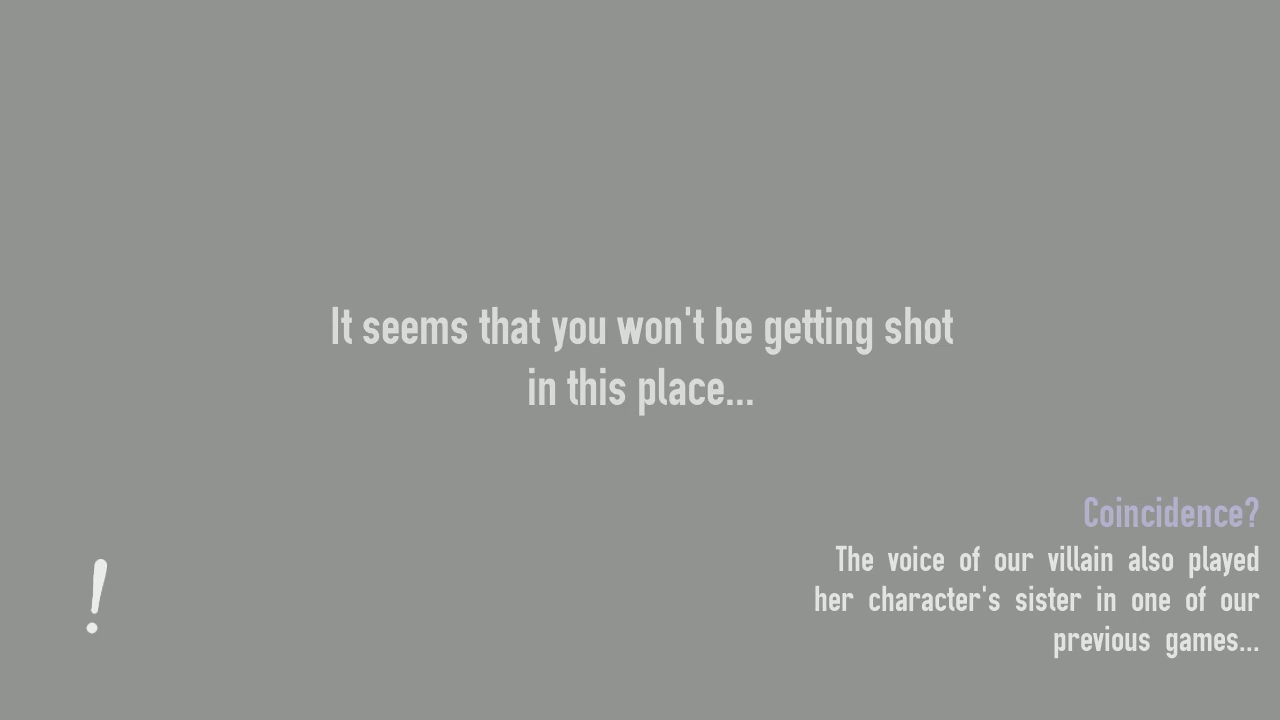 It seems that you won't be getting shot
in this place...
Coincidence?
The voice of our villain also played
her character's sister in one of our
previous games...
!